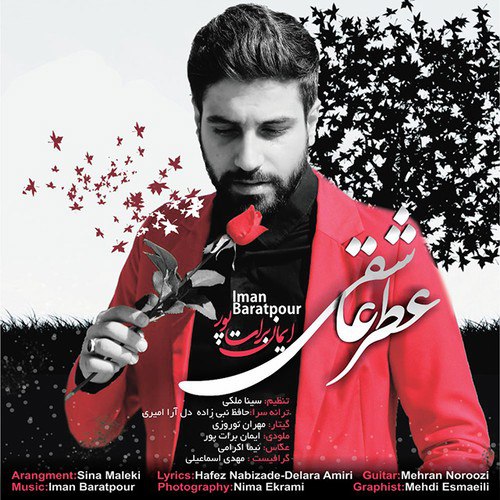 عطر عاشقی
Iman
Baratpour
ایمان برات پور
تنظیم: سینا ملکی
ترانه سرا:حافظ نبی زاده دل آرا امیری
گیتار: مهران نوروزی
ملودی: ایمان برات پور
عکاس: نیما اکرامی
گرافیست: مهدی اسماعیلی
Arangment:Sina Maleki Lyrics:Hafez Nabizade-Delara Amiri Guitar:Mehran Noroozi
Music:Iman Baratpour Photography:Nima Ekrami Graphist:Mehdi Esmaeili